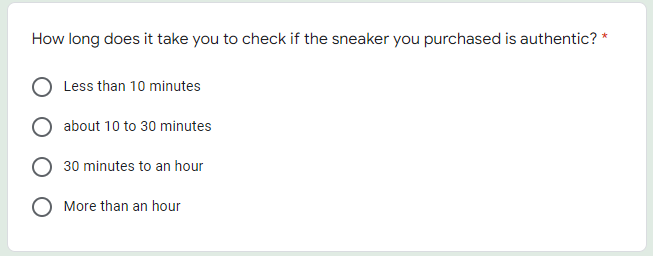 How long does it take you to check if the sneaker you purchased is authentic? *
Less than 10 minutes
about 10 to 30 minutes
30 minutes to an hour
More than an hour